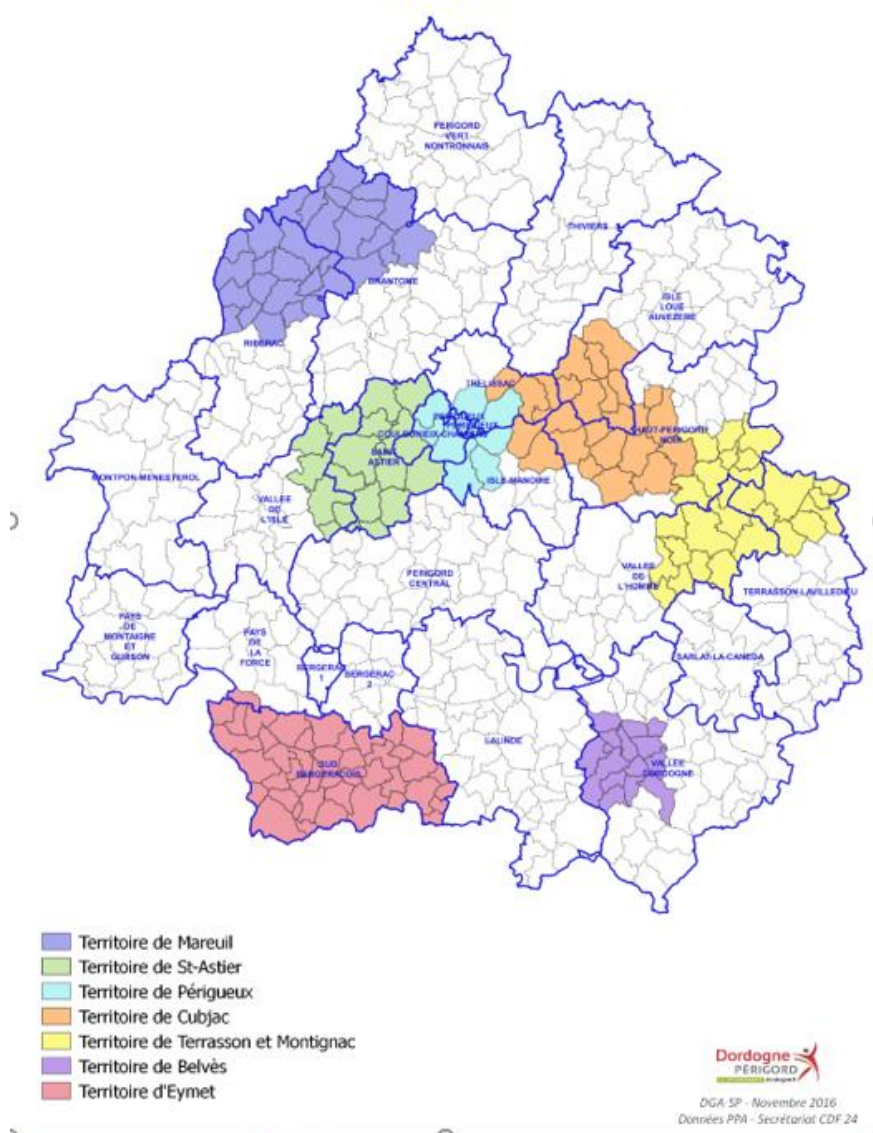 PERIGORD
VERT
NONTRONNAIS
THIVIERS
BRANTOME
ISLE
LOUE
AUVEZERE
RIBERAC
TRELISSAC
COULOUNIEIX-CHAMIERS
SAINT
ASTIER
HAUT-PERIGORD
NOIR
MONTPON-MENESTEROL
VALLEE
DE
L'ISLE
ISLE-MANOIRE
PERIGORD
CENTRAL
VALLEE
DE
L'HOMME
TERRASSON-LAVILLEDIEU
PAYS
DE
MONTAIGNE
ET
GURSON
PAYS
DE
LA
FORCE
BERGERAC
1
BERGERAC
2
SARLAT-LA-CANEDA
LALINDE
SUD
BERGERACOIS
VALLEE
DORDOGNE
Territoire de Mareuil
Territoire de St-Astier
Territoire de Périgueux
Territoire de Cubjac
Territoire de Terrasson et Montignac
Territoire de Belvès
Territoire d'Eymet
Dordogne
PÉRIGORD
DGA-SP - Novembre 2016
Données PPA - Secrétariat CDF 24